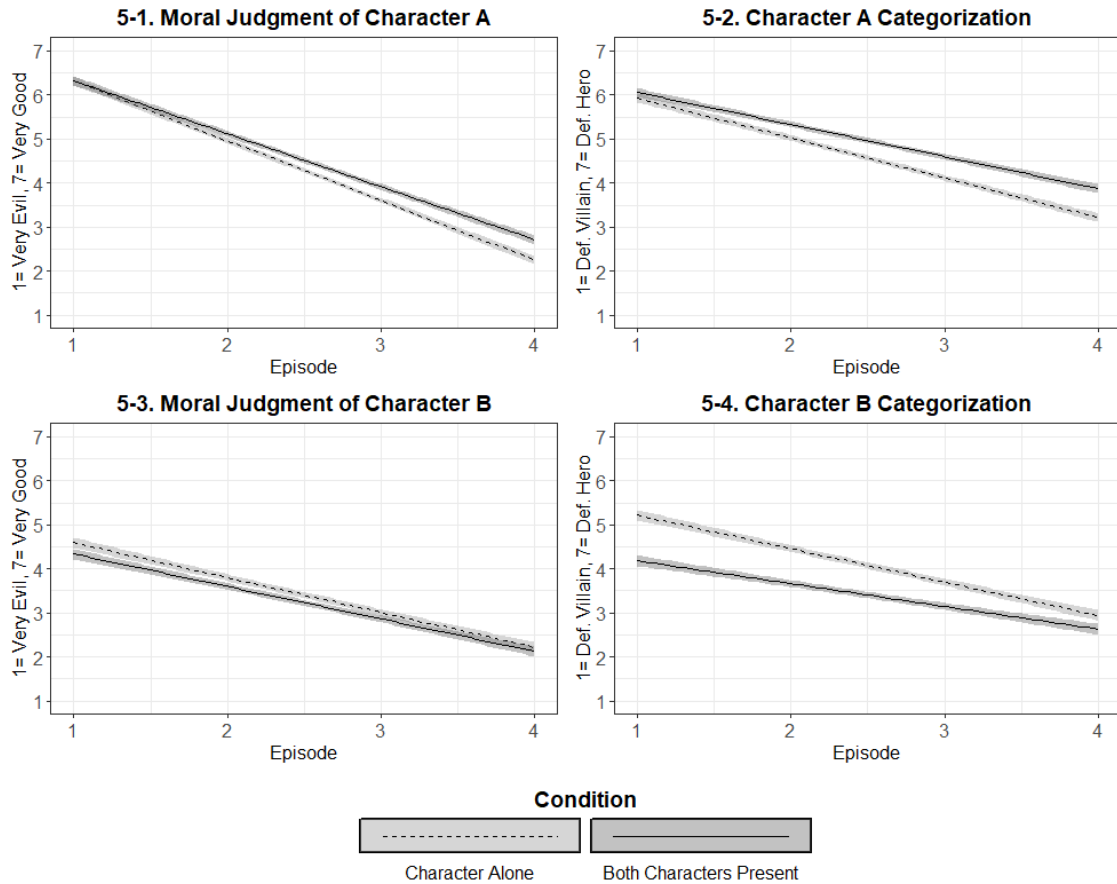 5-1. Moral Judgment of Character A
1= Very Evil, 7= Very Good
7
6
5
4
3
2
1
1 2 3 4
Episode
5-2. Character A Categorization
1= Def. Villain, 7= Def. Hero
7
6
5
4
3
2
1
1 2 3 4
Episode
5-3. Moral Judgment of Character B
1= Very Evil, 7= Very Good
7
6
5
4
3
2
1
1 2 3 4
Episode
5-4. Character B Categorization
1= Def. Villain, 7= Def. Hero
7
6
5
4
3
2
1
1 2 3 4
Episode
Condition
Character Alone
Both Characters Present